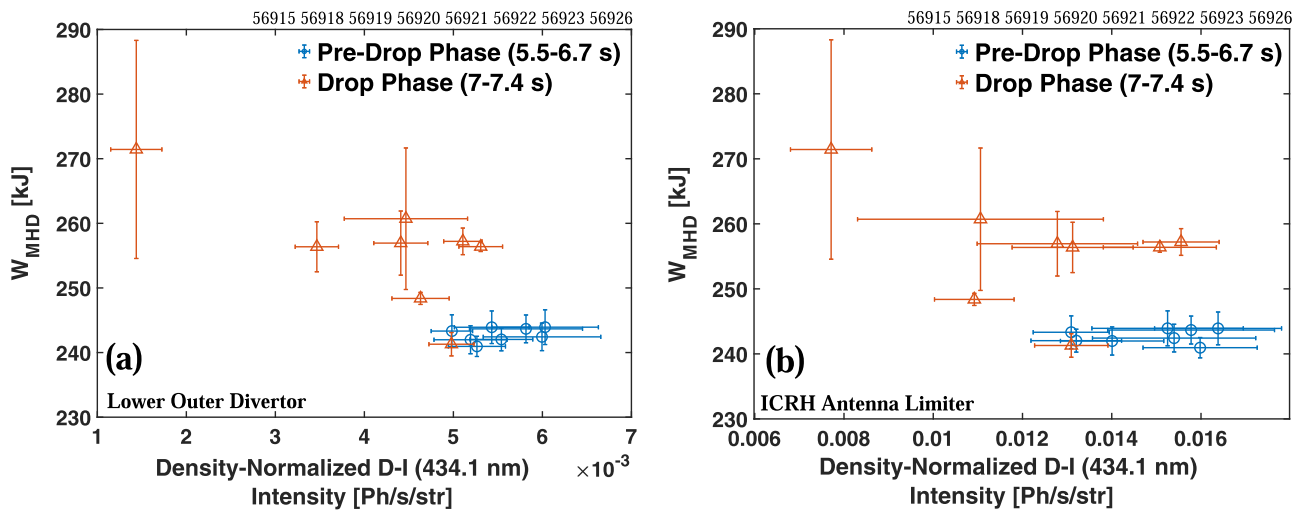 56915 56918 56919 56920 56921 56922 56923 56926
290
280
270
260
250
240
230
W_MHD [kJ]
Pre-Drop Phase (5.5-6.7 s)
Drop Phase (7-7.4 s)
(a)
Lower Outer Divertor
1 2 3 4 5 6 7
Density-Normalized D-I (434.1 nm)
×10⁻³
Intensity [Ph/s/str]
56915 56918 56919 56920 56921 56922 56923 56926
290
280
270
260
250
240
230
W_MHD [kJ]
Pre-Drop Phase (5.5-6.7 s)
Drop Phase (7-7.4 s)
(b)
ICRH Antenna Limiter
0.006 0.008 0.01 0.012 0.014 0.016
Density-Normalized D-I (434.1 nm)
Intensity [Ph/s/str]